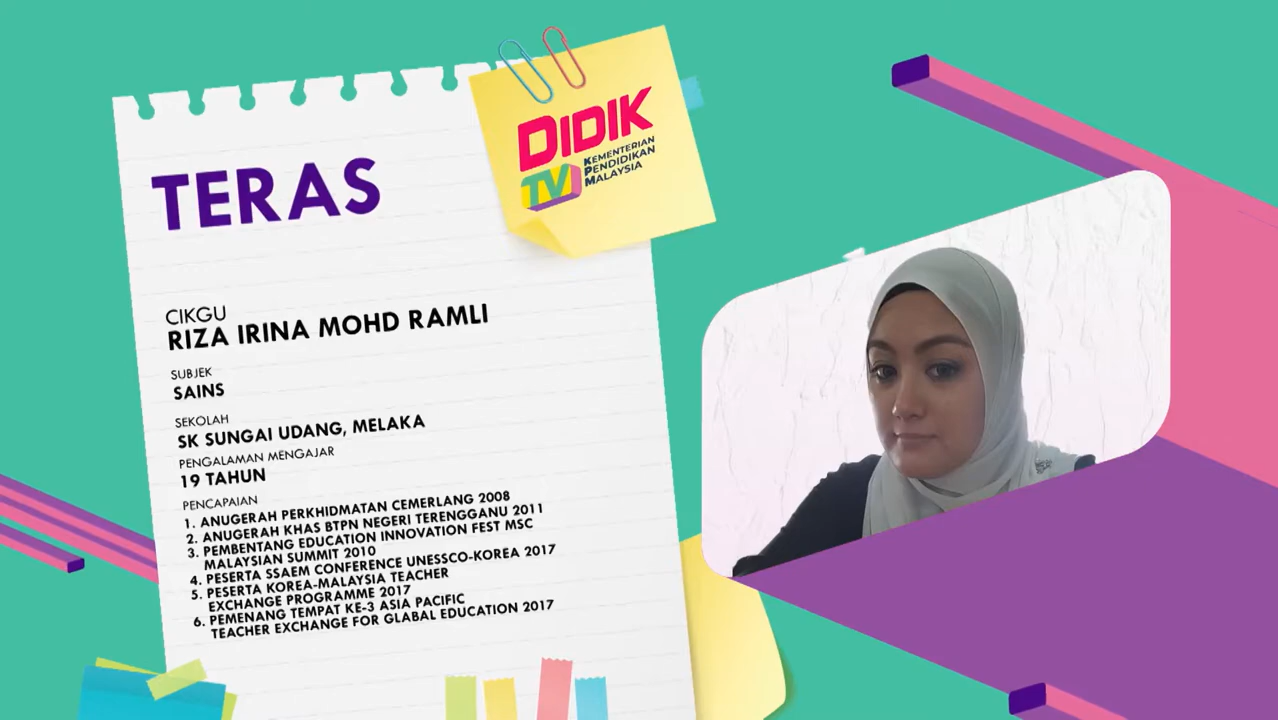 TERAS
DIDIK
TV
KEMENTERIAN
PENDIDIKAN
MALAYSIA
CIKGU
RIZA IRINA MOHD RAMLI
SUBJEK
SAINS
SEKOLAH
SK SUNGAI UDANG, MELAKA
PENGALAMAN MENGAJAR
19 TAHUN
PENCAPAIAN
1. ANUGERAH PERKHIDMATAN CEMERLANG 2008
2. ANUGERAH KHAS BTPN NEGERI TERENGGANU 2011
3. PEMBENTANG EDUCATION INNOVATION FEST MSC
MALAYSIAN SUMMIT 2010
4. PESERTA SSAEM CONFERENCE UNESSCO-KOREA 2017
5. PESERTA KOREA-MALAYSIA TEACHER
EXCHANGE PROGRAMME 2017
6. PEMENANG TEMPAT KE-3 ASIA PACIFIC
TEACHER EXCHANGE FOR GLABAL EDUCATION 2017